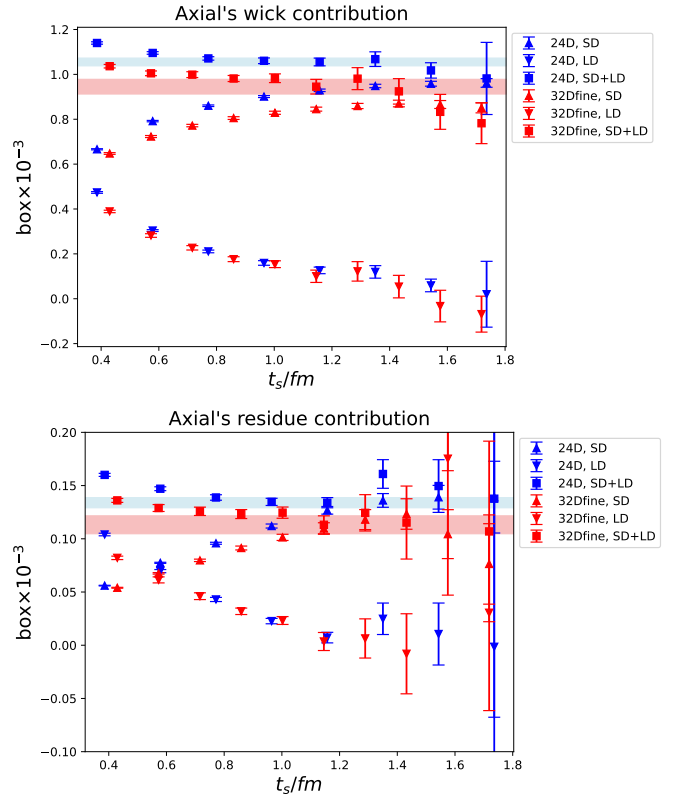 Axial's wick contribution
box×10⁻³
1.2
1.0
0.8
0.6
0.4
0.2
0.0
−0.2
0.4 0.6 0.8 1.0 1.2 1.4 1.6 1.8
t_s/fm
24D, SD
24D, LD
24D, SD+LD
32Dfine, SD
32Dfine, LD
32Dfine, SD+LD
Axial's residue contribution
box×10⁻³
0.20
0.15
0.10
0.05
0.00
−0.05
−0.10
0.4 0.6 0.8 1.0 1.2 1.4 1.6 1.8
t_s/fm
24D, SD
24D, LD
24D, SD+LD
32Dfine, SD
32Dfine, LD
32Dfine, SD+LD